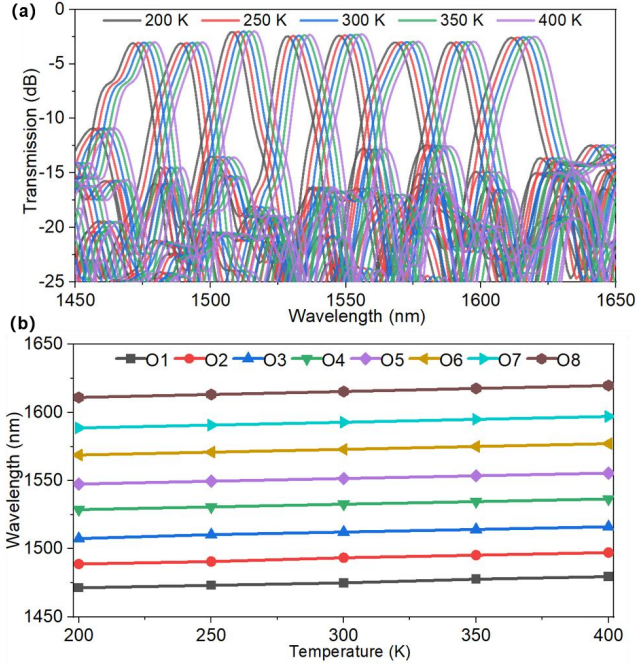 (a)
200 K 250 K 300 K 350 K 400 K
0
-5
-10
-15
-20
-25
Transmission (dB)
1450 1500 1550 1600 1650
Wavelength (nm)
(b)
O1 O2 O3 O4 O5 O6 O7 O8
1650
1600
1550
1500
1450
Wavelength (nm)
200 250 300 350 400
Temperature (K)